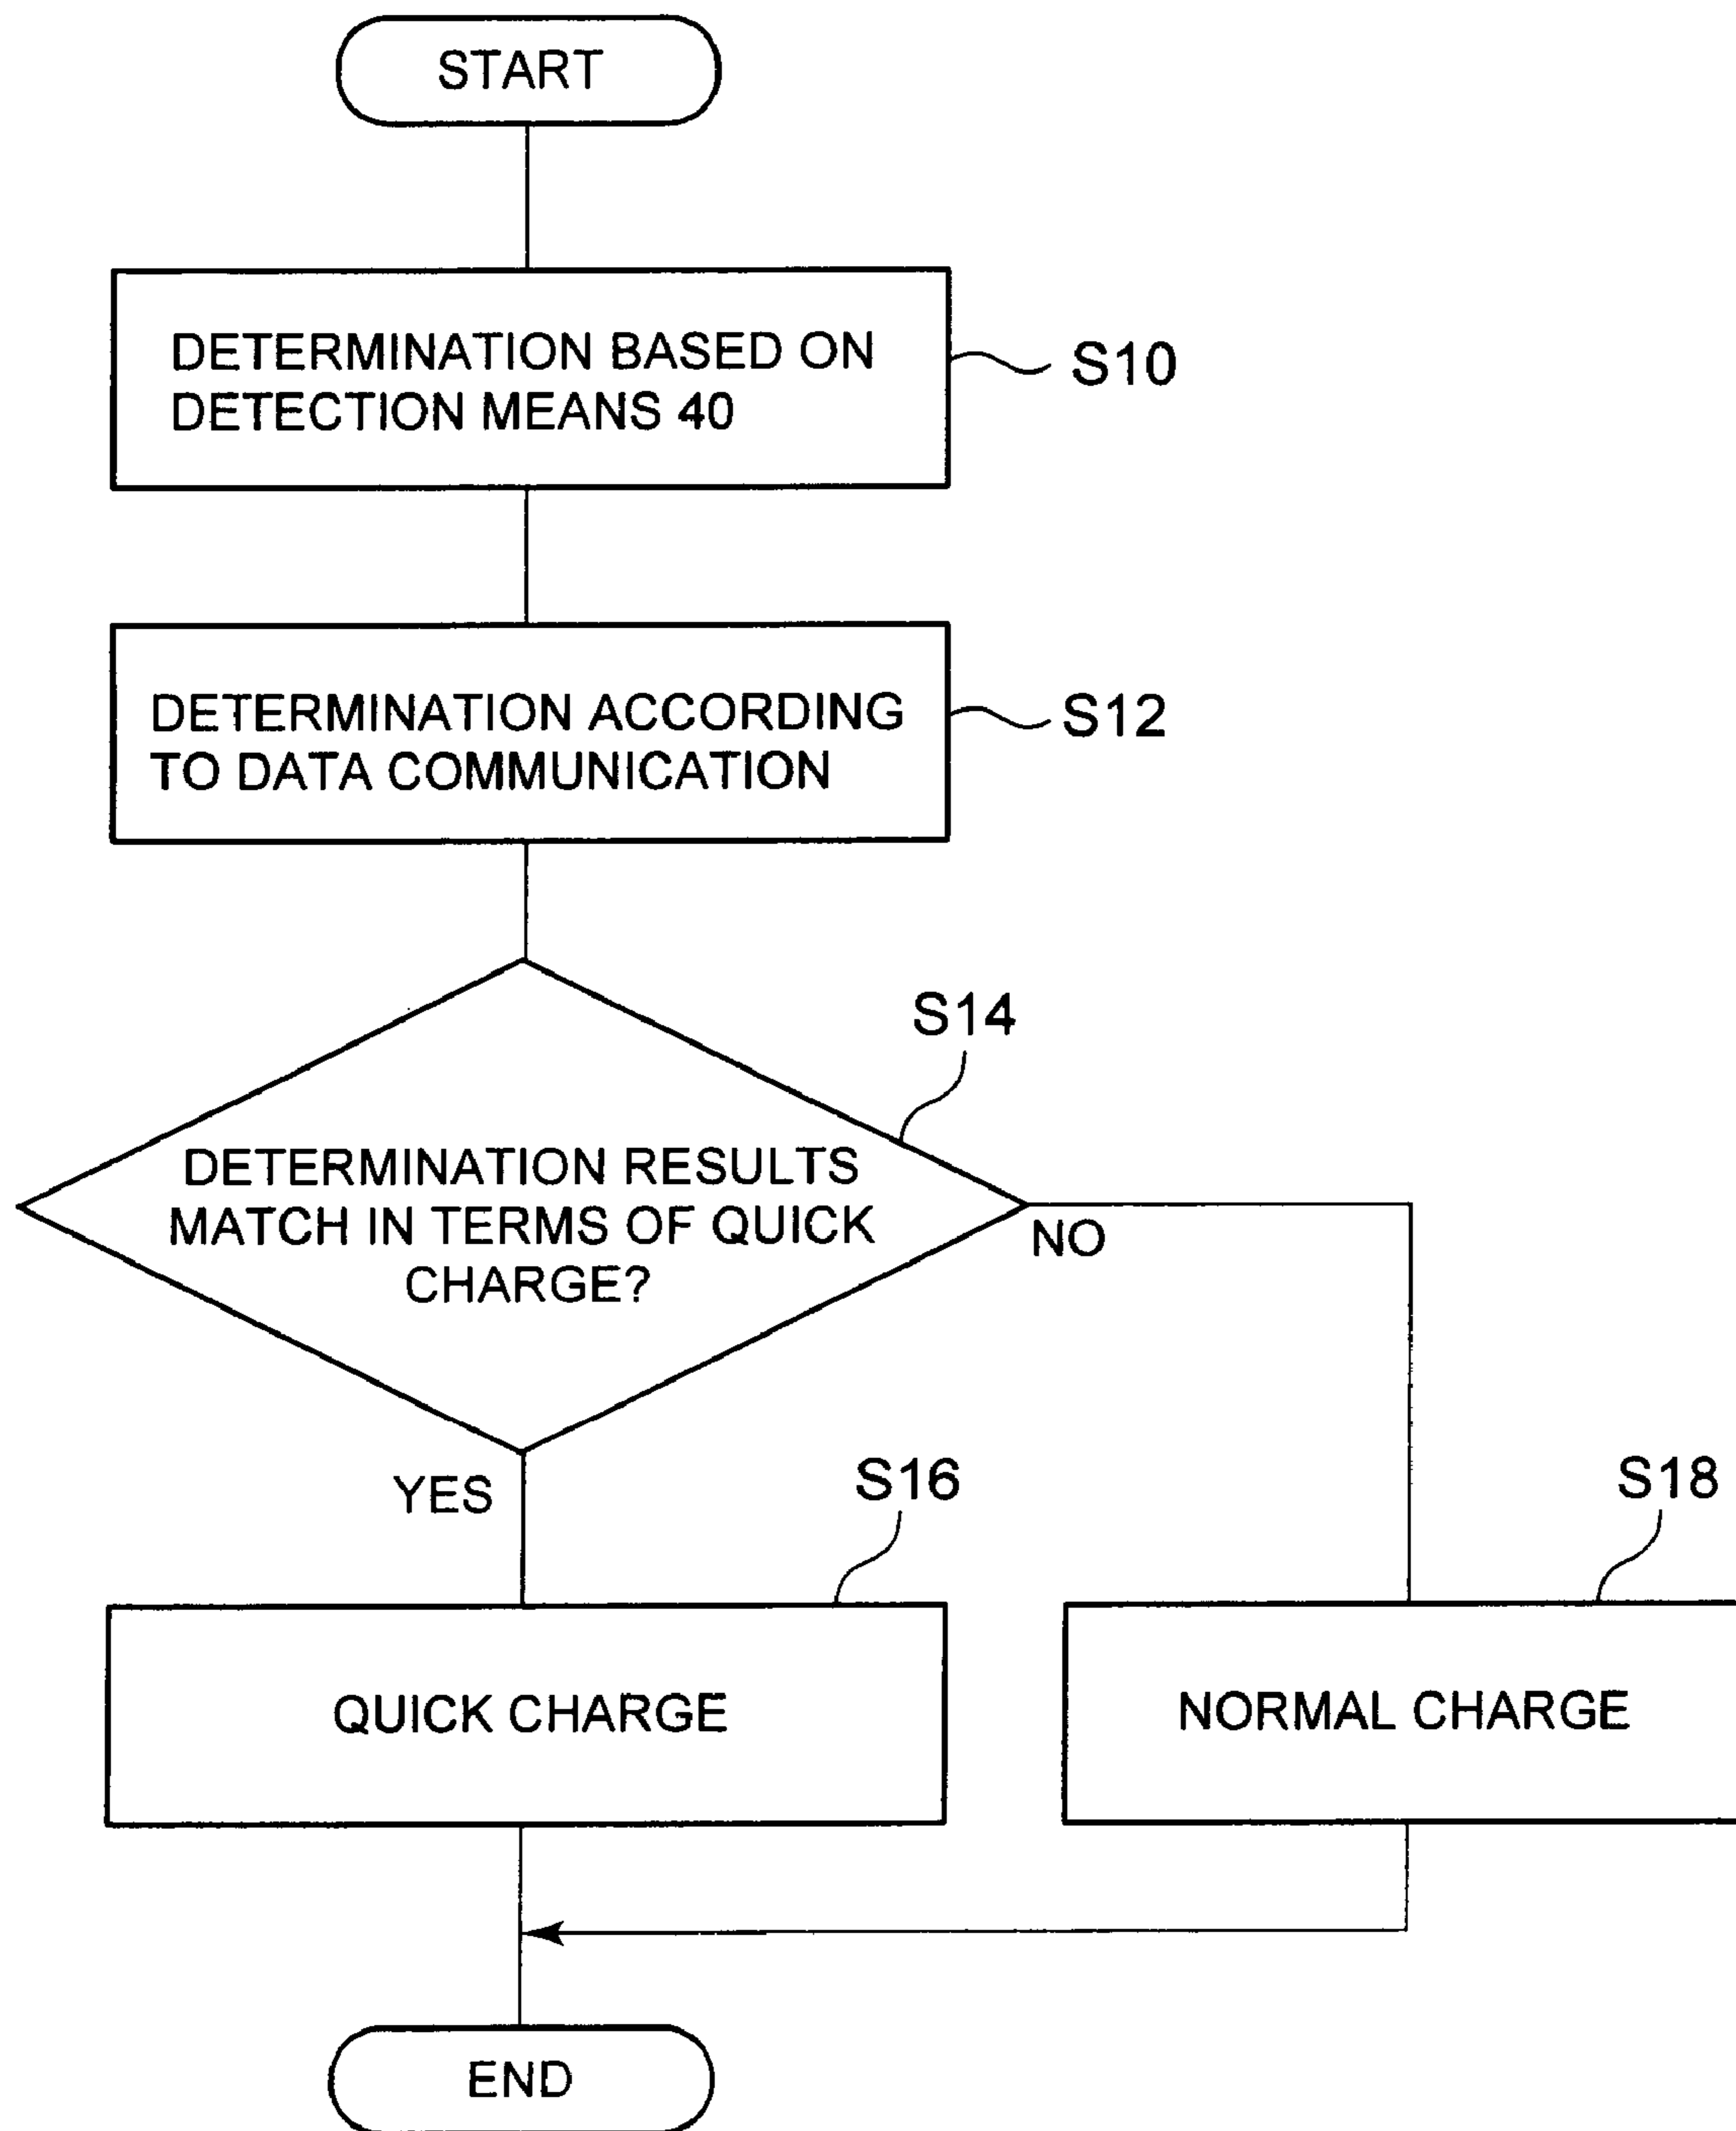 START
DETERMINATION BASED ON
DETECTION MEANS 40
S10
DETERMINATION ACCORDING
TO DATA COMMUNICATION
S12
S14
DETERMINATION RESULTS
MATCH IN TERMS OF QUICK
CHARGE?
NO
YES
S16
S18
QUICK CHARGE
NORMAL CHARGE
END